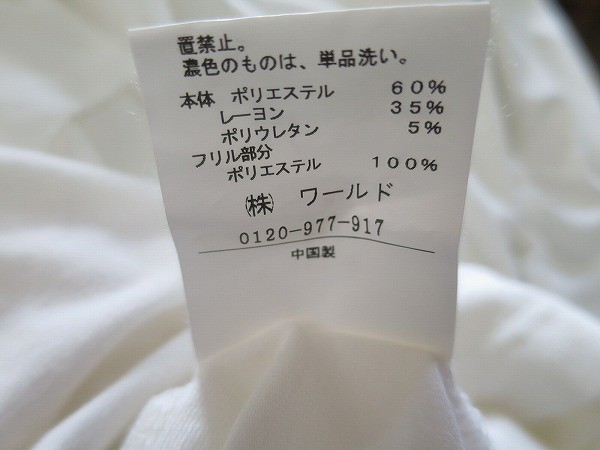 置禁止。
濃色のものは、単品洗い。
本体 ポリエステル 60%
レーヨン 35%
ポリウレタン 5%
フリル部分
ポリエステル 100%
㈱ ワールド
0120-977-917
中国製